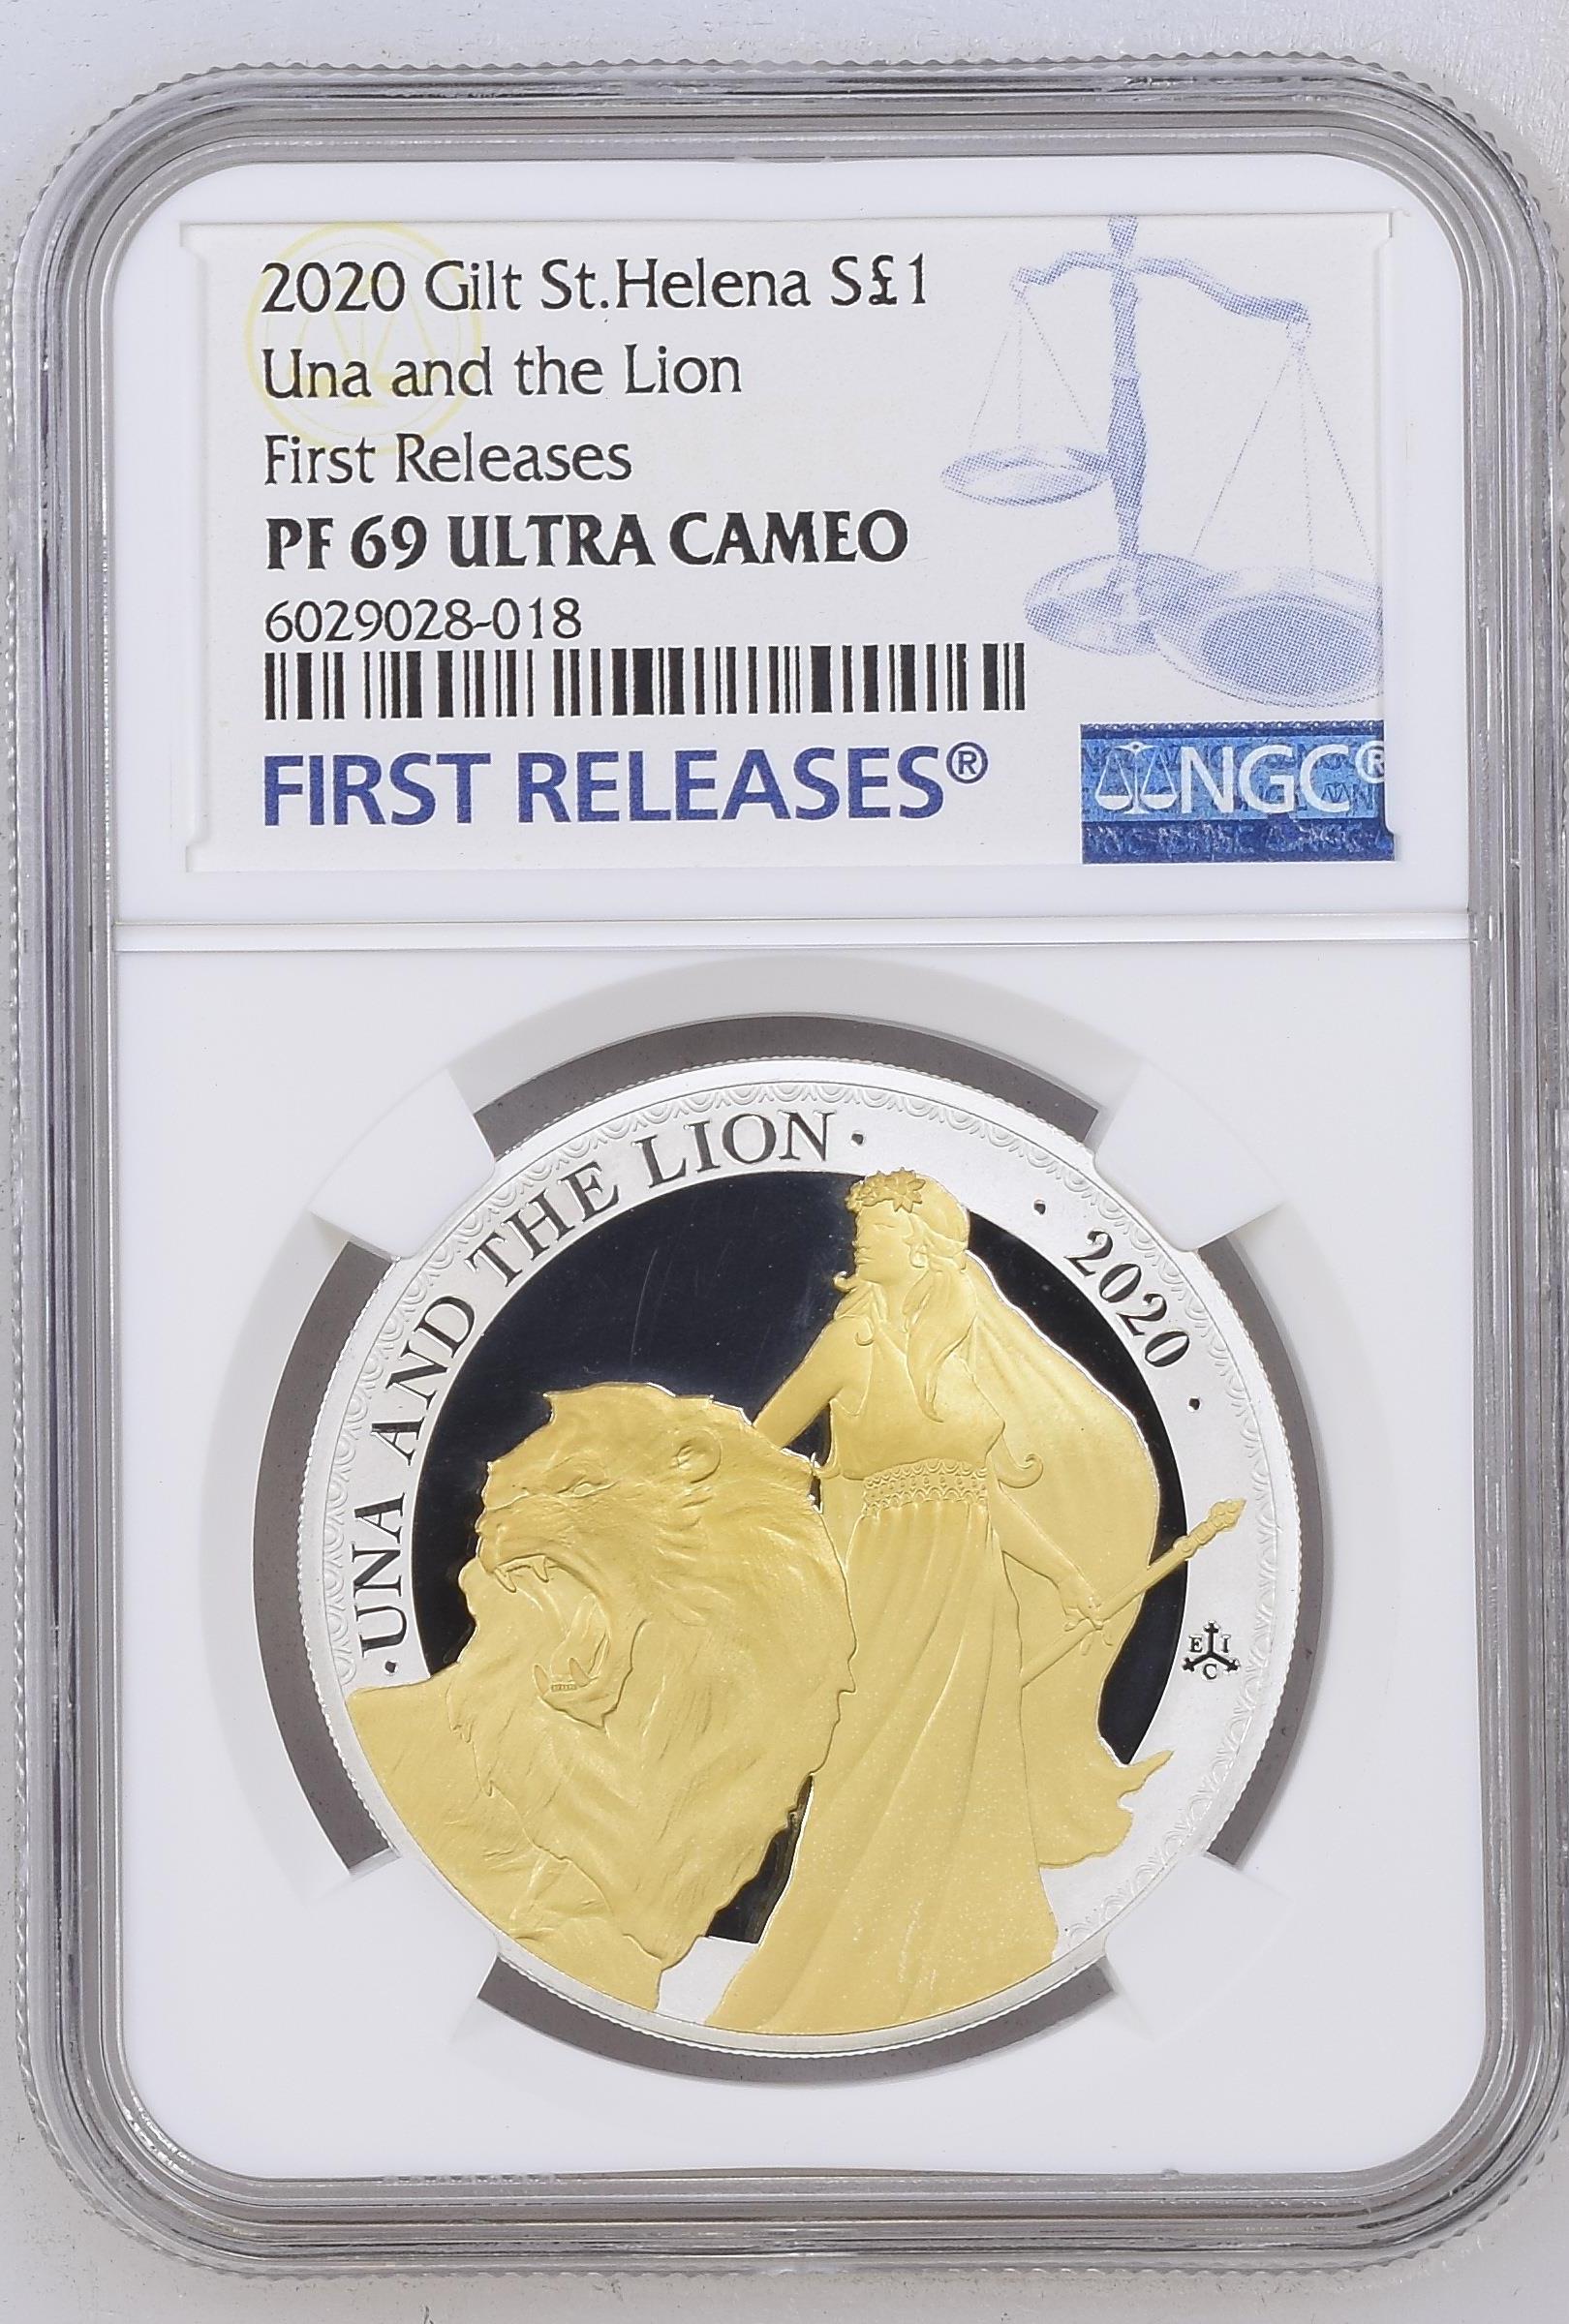 2020 Gilt St.Helena S£1
Una and the Lion
First Releases
PF 69 ULTRA CAMEO
6029028-018
FIRST RELEASES®
NGC®
· UNA AND THE LION ·
· 2020 ·
E I
C